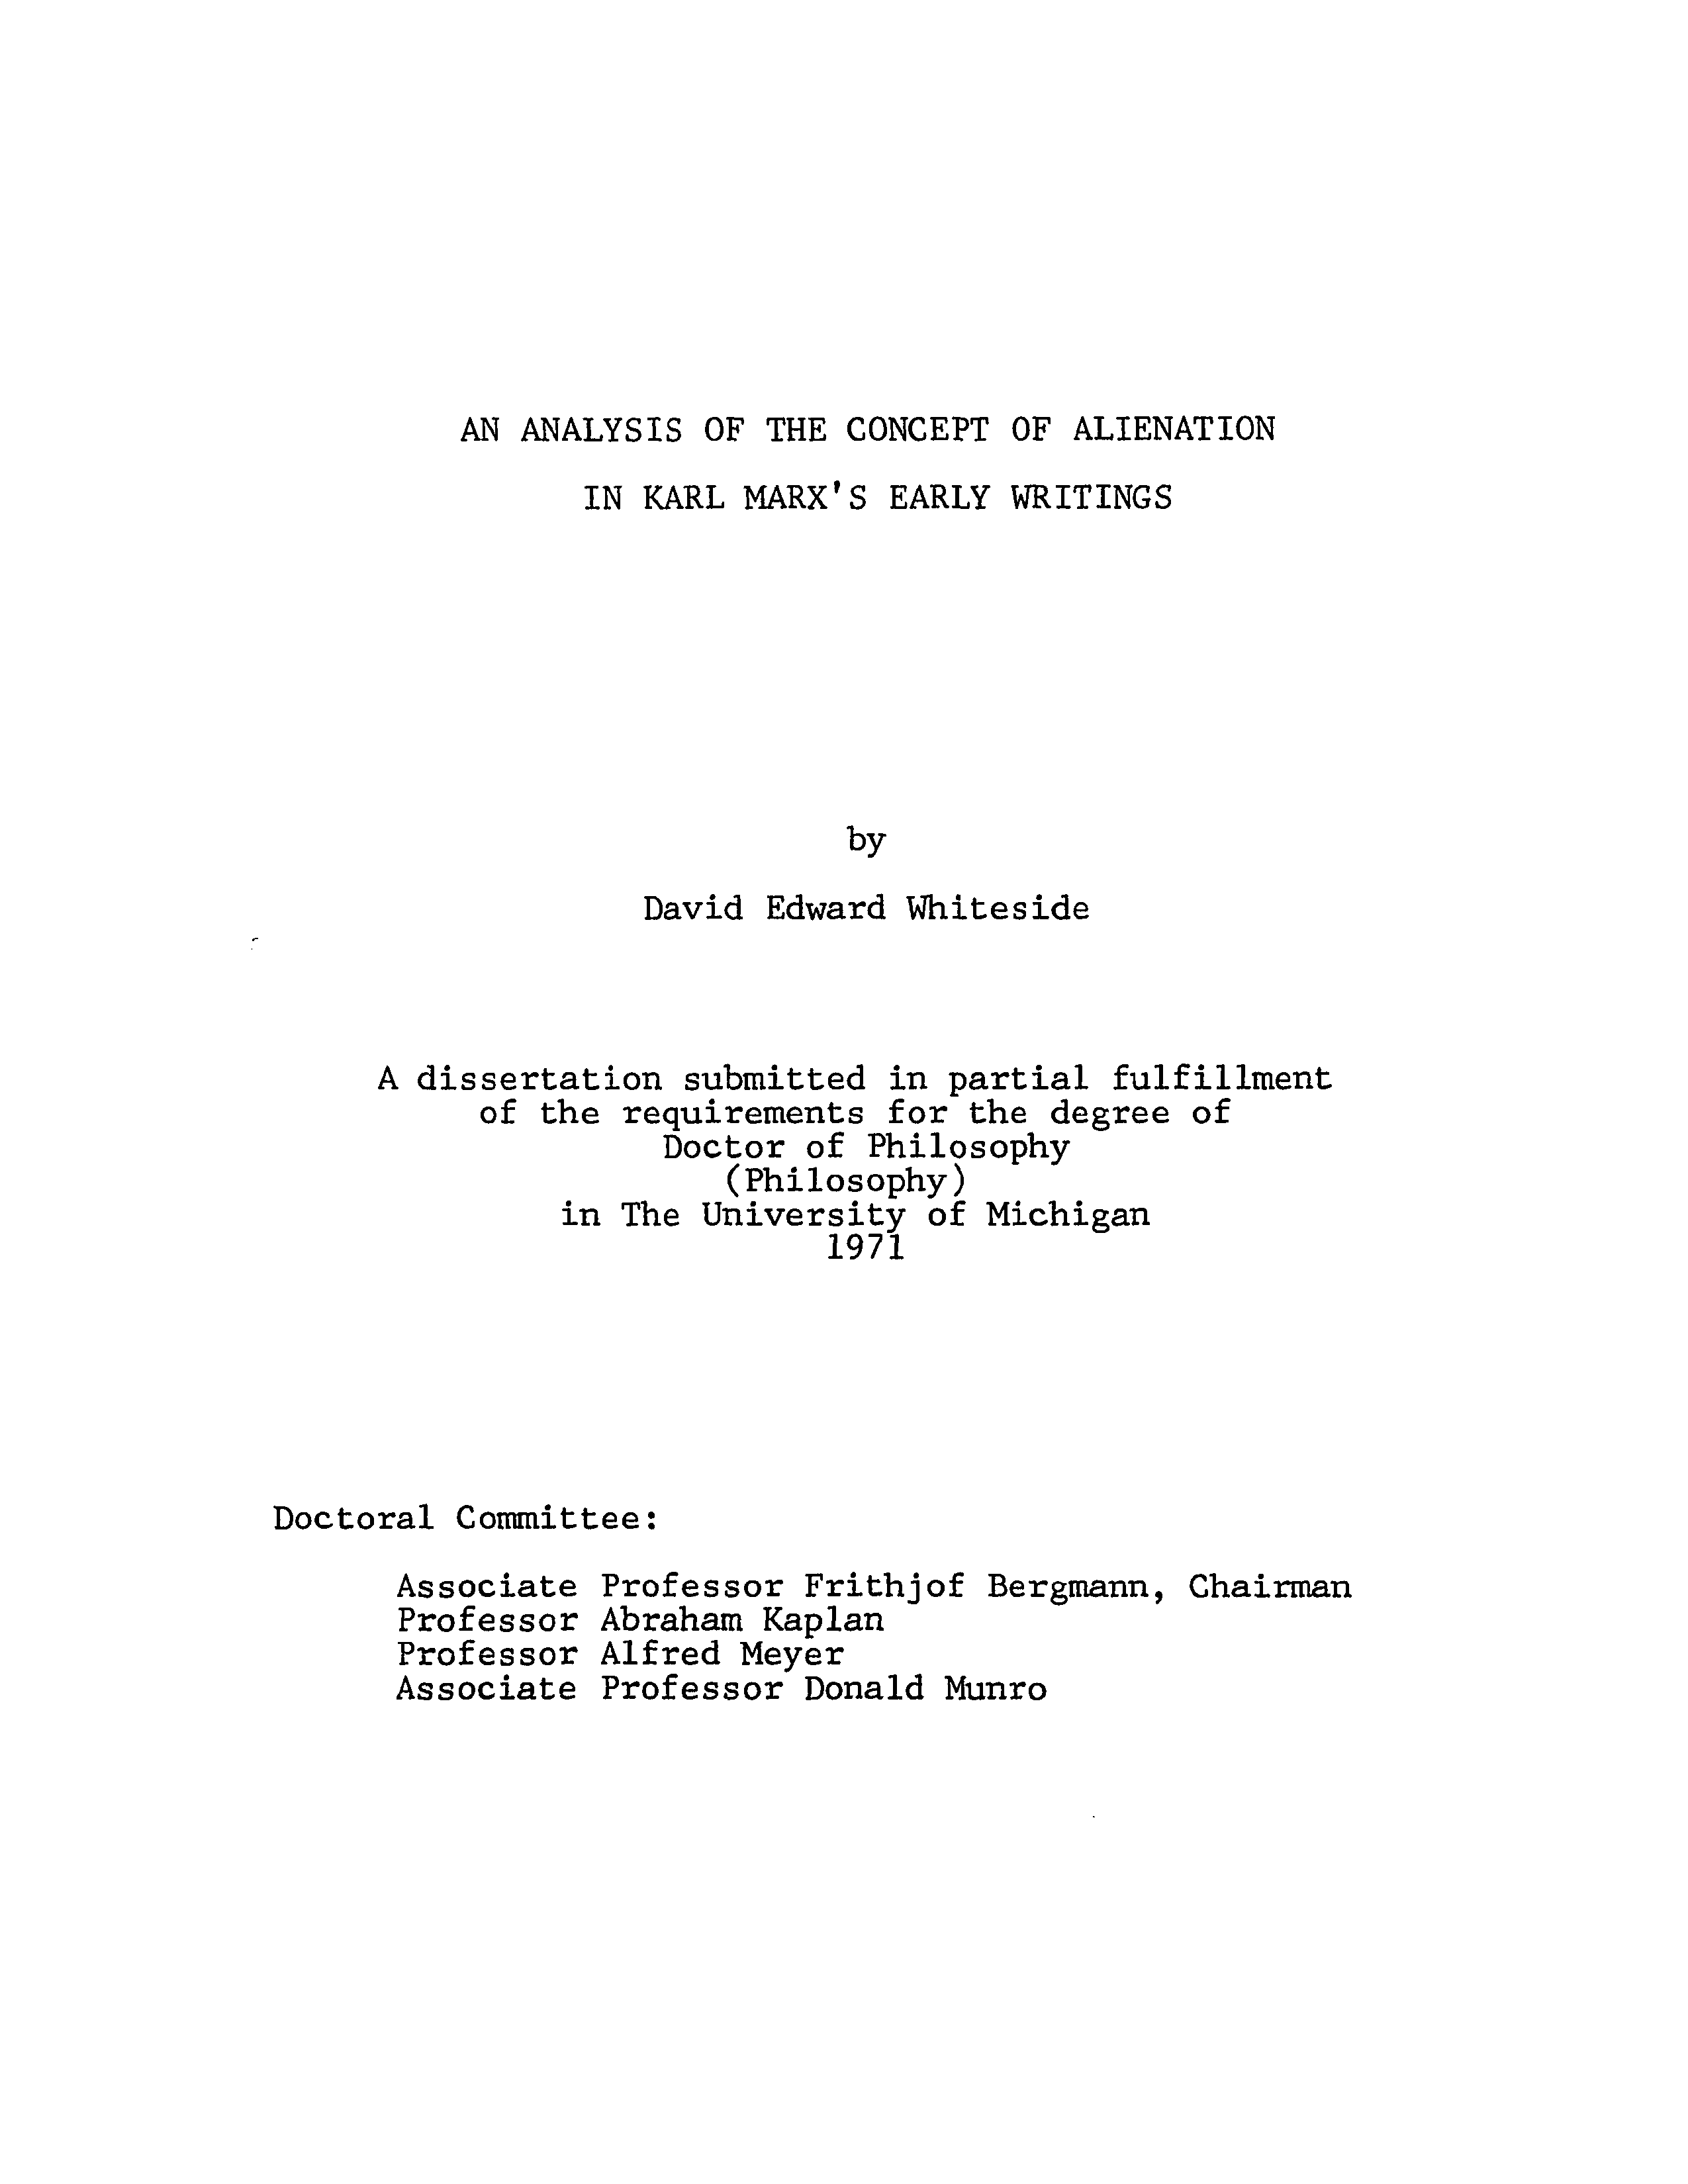 AN ANALYSIS OF THE CONCEPT OF ALIENATION
IN KARL MARX'S EARLY WRITINGS
by
David Edward Whiteside
A dissertation submitted in partial fulfillment
of the requirements for the degree of
Doctor of Philosophy
(Philosophy)
in The University of Michigan
1971
Doctoral Committee:
Associate Professor Frithjof Bergmann, Chairman
Professor Abraham Kaplan
Professor Alfred Meyer
Associate Professor Donald Munro